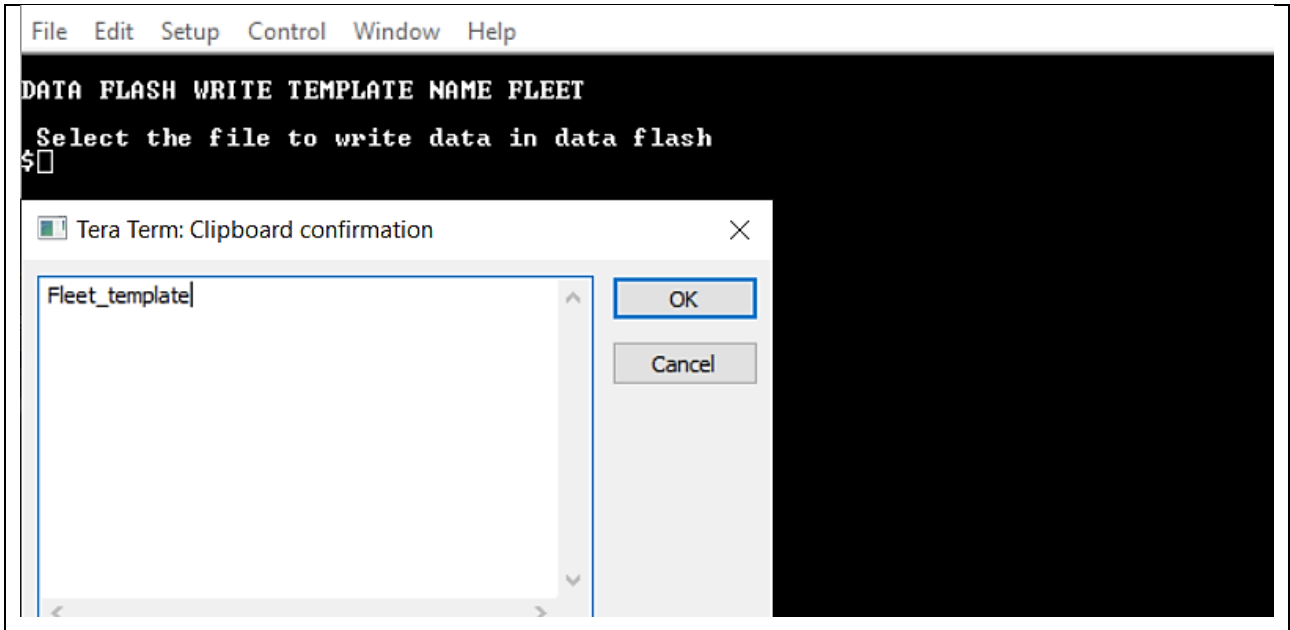 File Edit Setup Control Window Help
DATA FLASH WRITE TEMPLATE NAME FLEET
Select the file to write data in data flash
$
Tera Term: Clipboard confirmation
Fleet_template
OK
Cancel